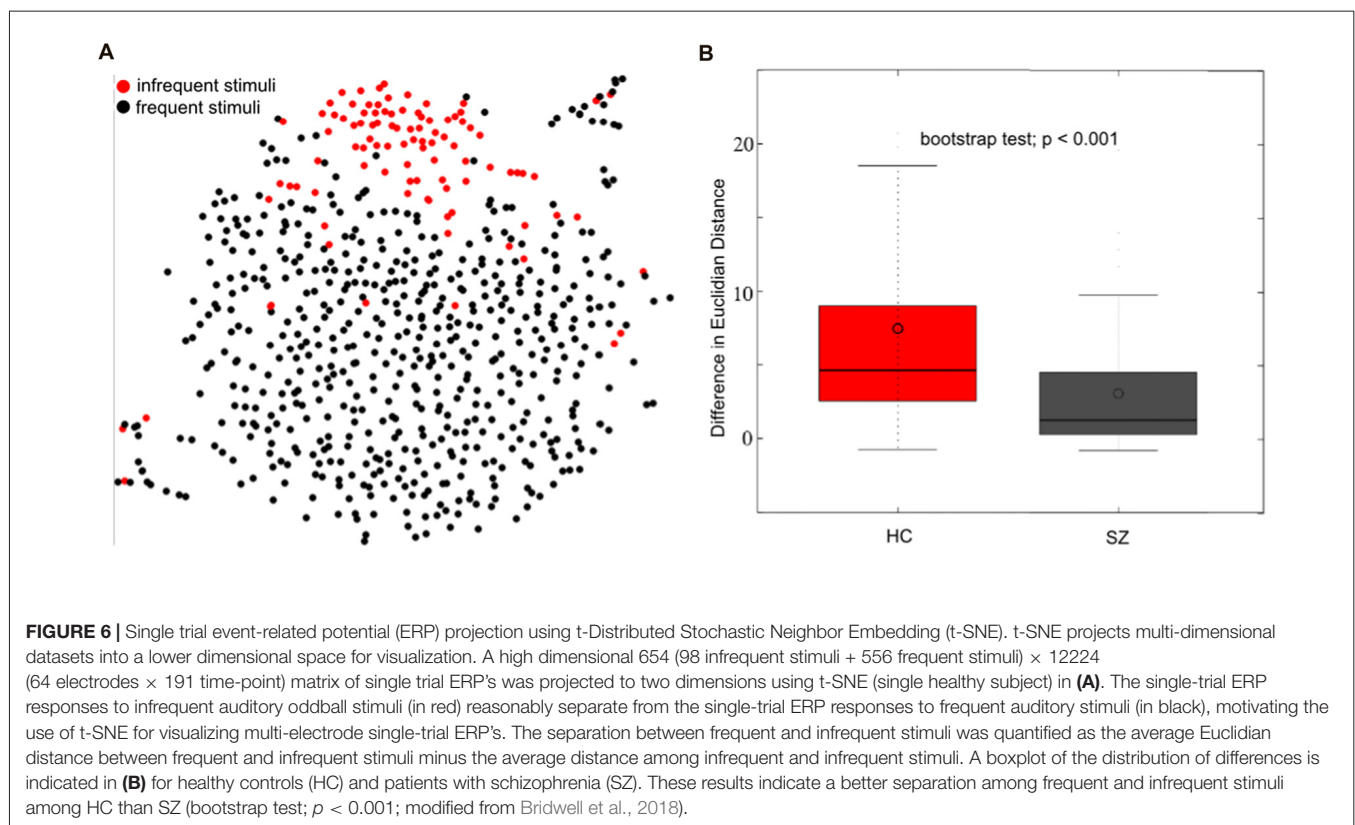 A
infrequent stimuli
frequent stimuli
B
bootstrap test; p < 0.001
Difference in Euclidian Distance
20
10
0
HC
SZ
FIGURE 6 | Single trial event-related potential (ERP) projection using t-Distributed Stochastic Neighbor Embedding (t-SNE). t-SNE projects multi-dimensional
datasets into a lower dimensional space for visualization. A high dimensional 654 (98 infrequent stimuli + 556 frequent stimuli) × 12224
(64 electrodes × 191 time-point) matrix of single trial ERP's was projected to two dimensions using t-SNE (single healthy subject) in (A). The single-trial ERP
responses to infrequent auditory oddball stimuli (in red) reasonably separate from the single-trial ERP responses to frequent auditory stimuli (in black), motivating the
use of t-SNE for visualizing multi-electrode single-trial ERP's. The separation between frequent and infrequent stimuli was quantified as the average Euclidian
distance between frequent and infrequent stimuli minus the average distance among infrequent and infrequent stimuli. A boxplot of the distribution of differences is
indicated in (B) for healthy controls (HC) and patients with schizophrenia (SZ). These results indicate a better separation among frequent and infrequent stimuli
among HC than SZ (bootstrap test; p < 0.001; modified from Bridwell et al., 2018).